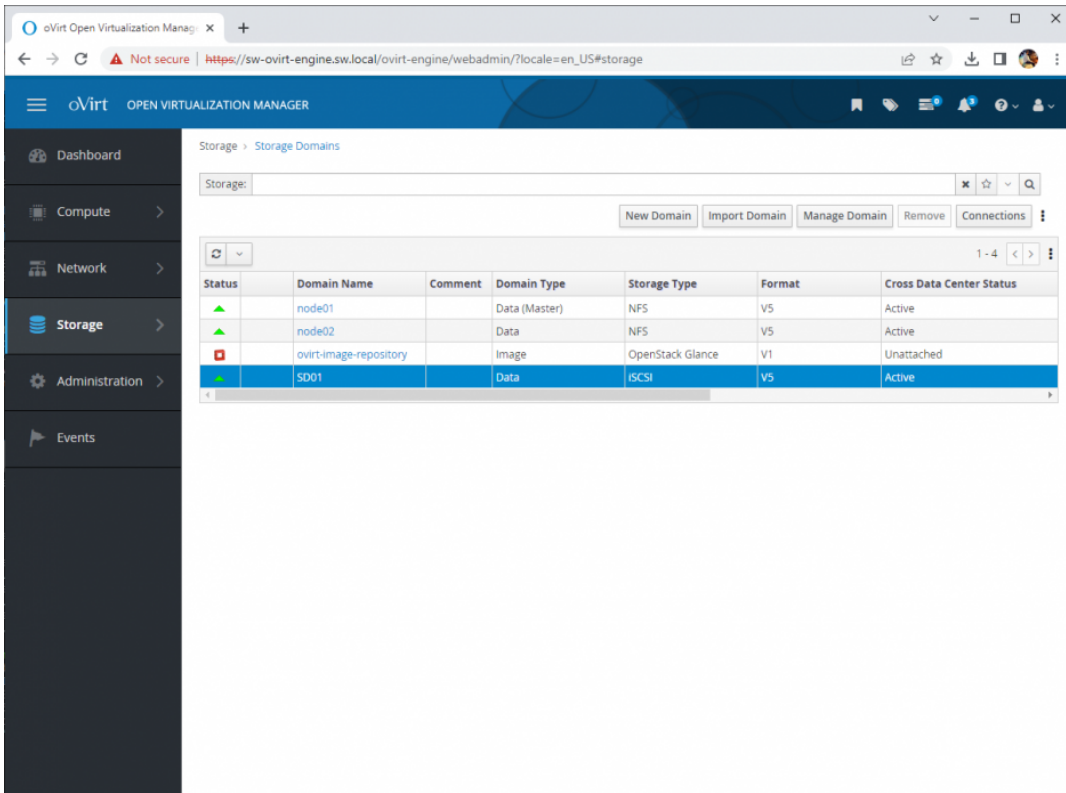 oVirt Open Virtualization Manage
Not secure | https://sw-ovirt-engine.sw.local/ovirt-engine/webadmin/?locale=en_US#storage
oVirt OPEN VIRTUALIZATION MANAGER
0 3
Dashboard
Compute
Network
Storage
Administration
Events
Storage > Storage Domains
Storage:
New Domain Import Domain Manage Domain Remove Connections
1 - 4
Status Domain Name Comment Domain Type Storage Type Format Cross Data Center Status
node01 Data (Master) NFS V5 Active
node02 Data NFS V5 Active
ovirt-image-repository Image OpenStack Glance V1 Unattached
SD01 Data iSCSI V5 Active